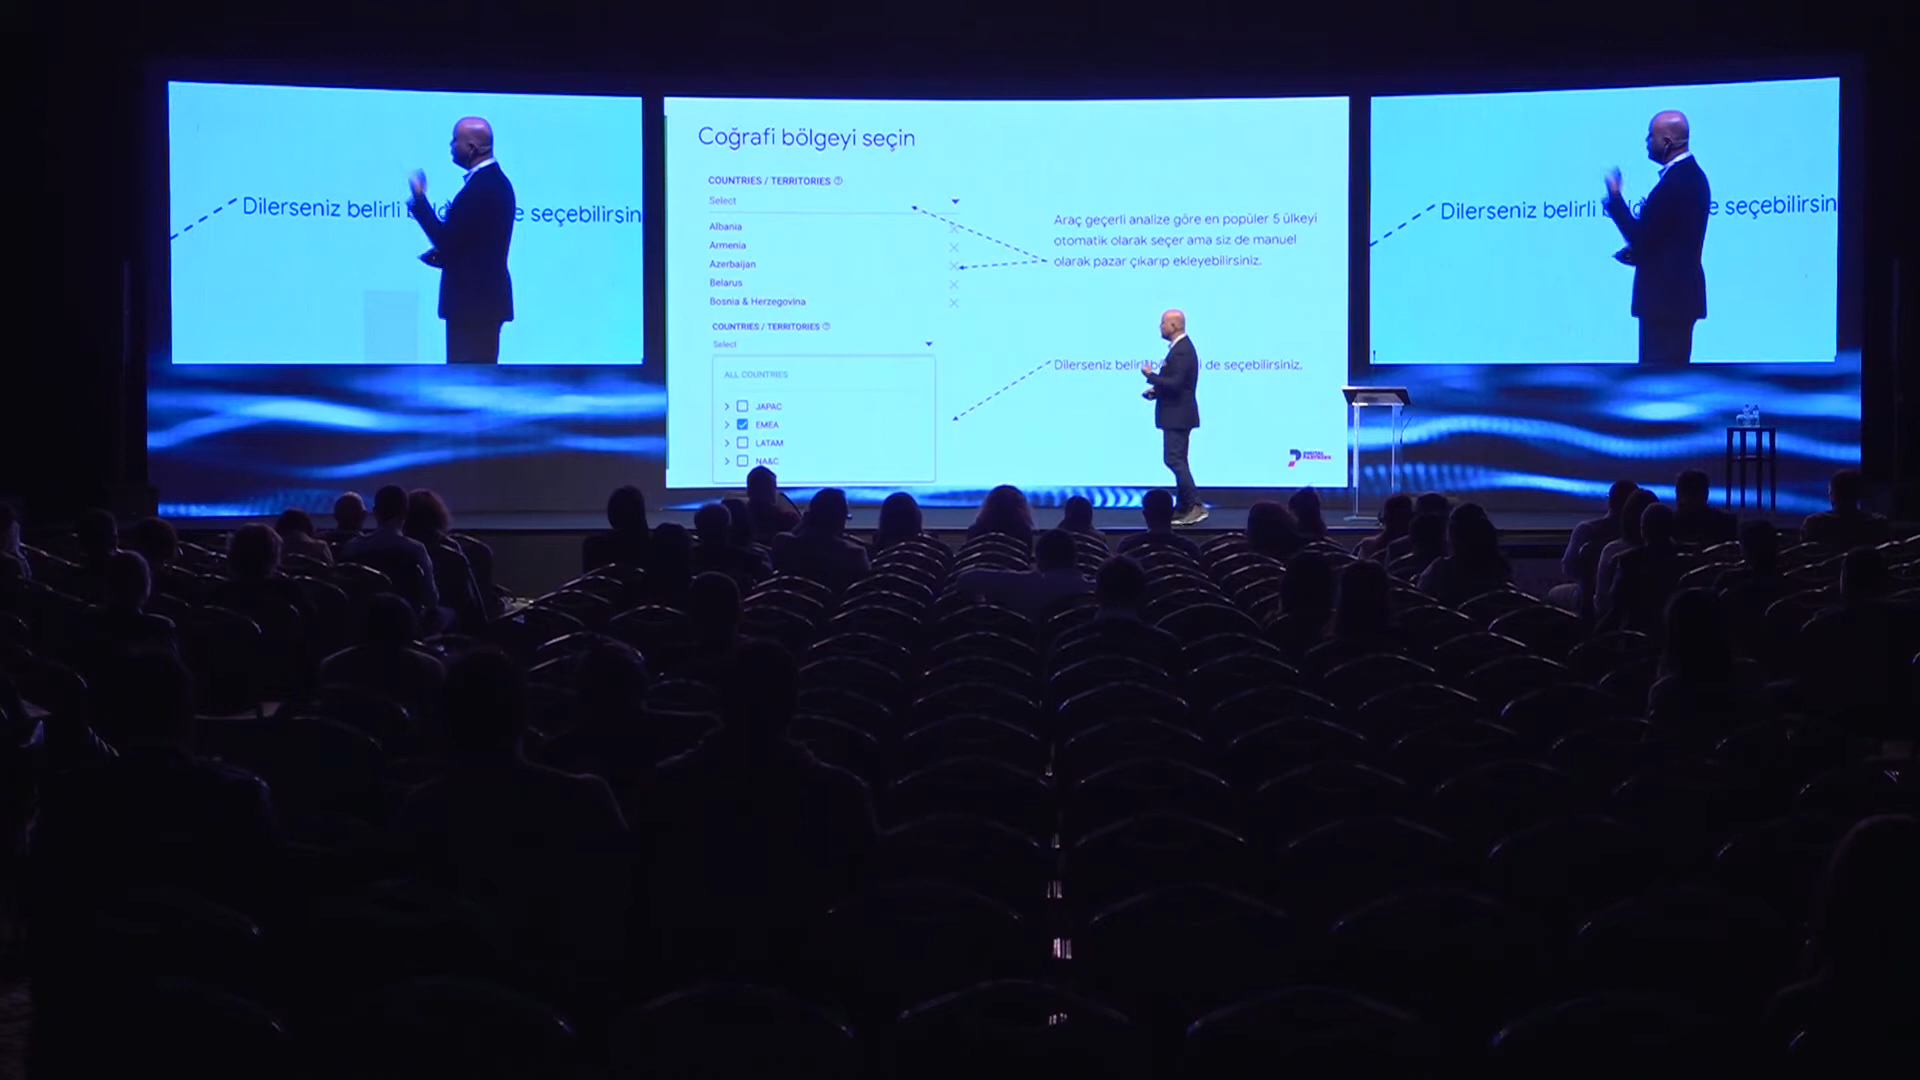 Dilerseniz belirli seçebilirsin
Coğrafi bölgeyi seçin
COUNTRIES / TERRITORIES
Select
Albania
Armenia
Azerbaijan
Belarus
Bosnia & Herzegovina
COUNTRIES / TERRITORIES
Select
ALL COUNTRIES
JAPAC
EMEA
LATAM
NA&C
Araç geçerli analize göre en popüler 5 ülkeyi
otomatik olarak seçer ama siz de manuel
olarak pazar çıkarıp ekleyebilirsiniz.
Dilerseniz belirli de seçebilirsiniz.
DIGITAL
PARTNERS
Dilerseniz belirli seçebilirsin